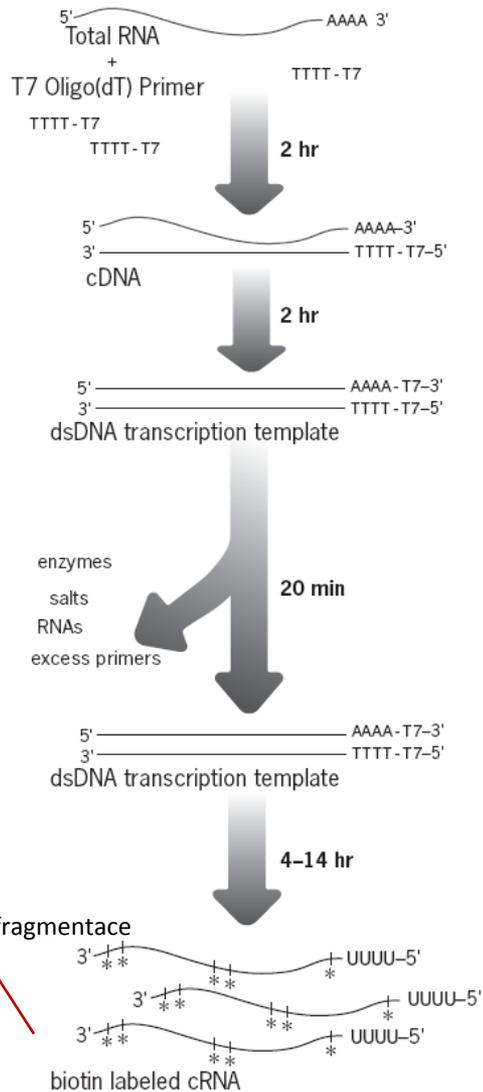 5' AAAA 3'
Total RNA
+
T7 Oligo(dT) Primer
TTTT-T7
TTTT-T7
TTTT-T7
2 hr
5' AAAA–3'
3' TTTT-T7–5'
cDNA
2 hr
5' AAAA-T7–3'
3' TTTT-T7–5'
dsDNA transcription template
enzymes
salts
RNAs
excess primers
20 min
5' AAAA-T7–3'
3' TTTT-T7–5'
dsDNA transcription template
4–14 hr
fragmentace
3' * * * * * UUUU–5'
3' * * * * * UUUU–5'
3' * * * * * UUUU–5'
biotin labeled cRNA